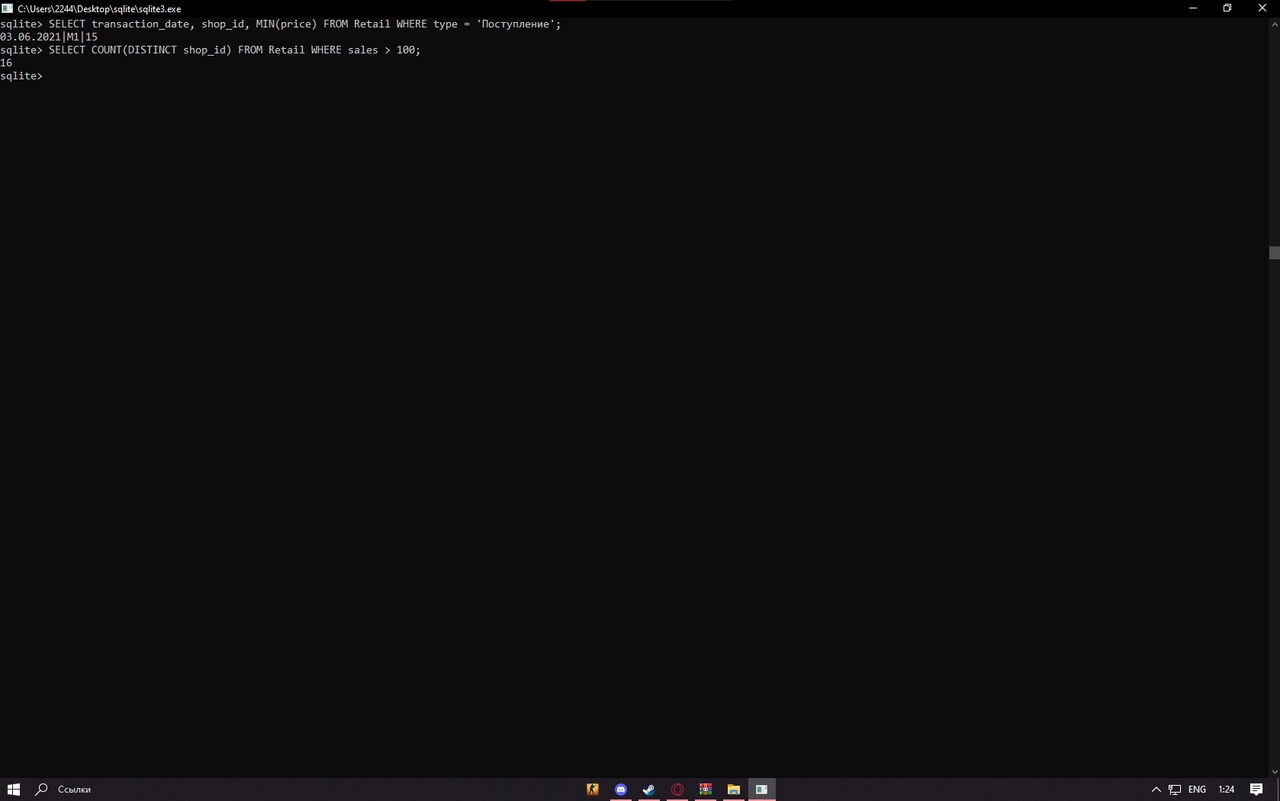 C:\Users\2244\Desktop\sqlite\sqlite3.exe
sqlite> SELECT transaction_date, shop_id, MIN(price) FROM Retail WHERE type = 'Поступление';
03.06.2021|M1|15
sqlite> SELECT COUNT(DISTINCT shop_id) FROM Retail WHERE sales > 100;
16
sqlite>
Ссылки
ENG
1:24